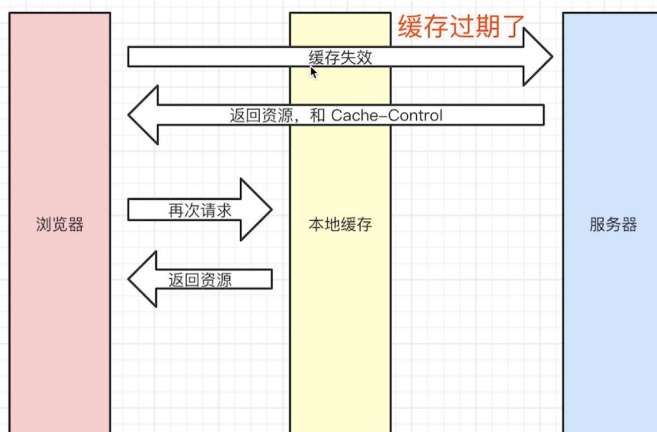 缓存过期了
缓存失效
返回资源，和 Cache-Control
再次请求
浏览器
本地缓存
服务器
返回资源